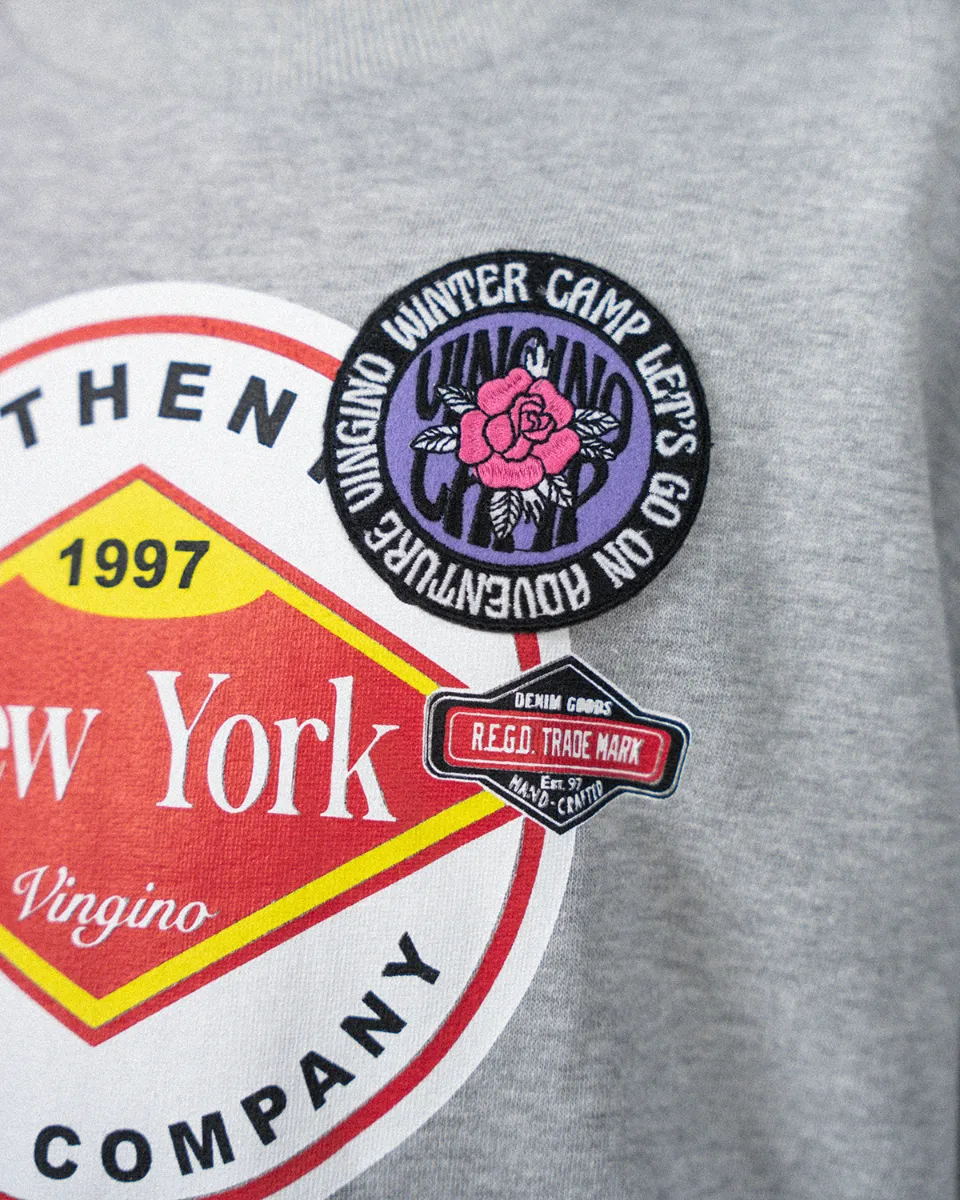 THEN
1997
ew York
Vingino
COMPANY
VINGINO WINTER CAMP LET'S GO ON ADVENTURE
VINGINO
CAMP
DENIM GOODS
R.E.G.D. TRADE MARK
EST. 97
HAND-CRAFTD